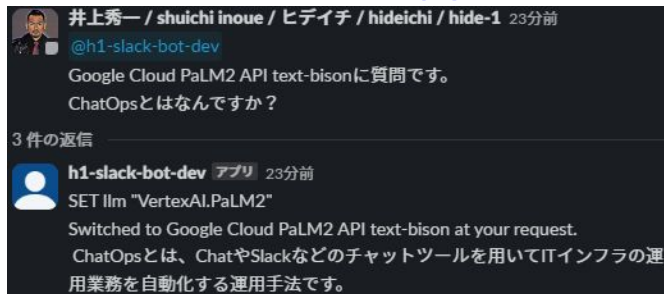 井上秀一 / shuichi inoue / ヒデイチ / hideichi / hide-1 23分前
@h1-slack-bot-dev
Google Cloud PaLM2 API text-bisonに質問です。
ChatOpsとはなんですか？
3 件の返信
h1-slack-bot-dev アプリ 23分前
SET llm "VertexAI.PaLM2"
Switched to Google Cloud PaLM2 API text-bison at your request.
ChatOpsとは、ChatやSlackなどのチャットツールを用いてITインフラの運
用業務を自動化する運用手法です。